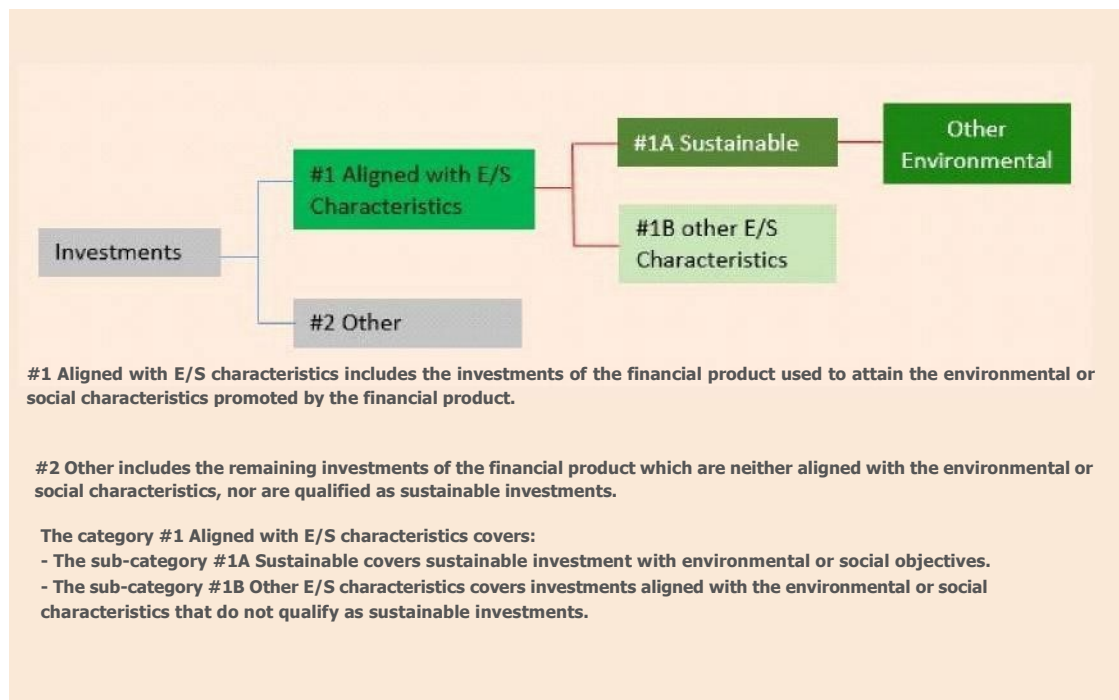 Other
Environmental
#1A Sustainable
#1 Aligned with E/S
Characteristics
#1B other E/S
Characteristics
Investments
#2 Other
#1 Aligned with E/S characteristics includes the investments of the financial product used to attain the environmental or
social characteristics promoted by the financial product.
#2 Other includes the remaining investments of the financial product which are neither aligned with the environmental or
social characteristics, nor are qualified as sustainable investments.
The category #1 Aligned with E/S characteristics covers:
- The sub-category #1A Sustainable covers sustainable investment with environmental or social objectives.
- The sub-category #1B Other E/S characteristics covers investments aligned with the environmental or social
characteristics that do not qualify as sustainable investments.